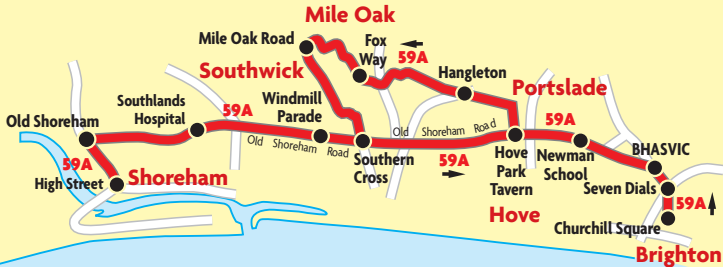 Mile Oak
Mile Oak Road
Fox
Way
59A
Southwick
Hangleton
Portslade
Southlands
Hospital
59A
Windmill
Parade
Old Shoreham
Old Shoreham Road
Old Shoreham Road
59A
59A
59A
Southern
Cross
Hove
Park
Tavern
Newman
School
BHASVIC
High Street
Shoreham
Seven Dials
59A
Hove
Churchill Square
Brighton